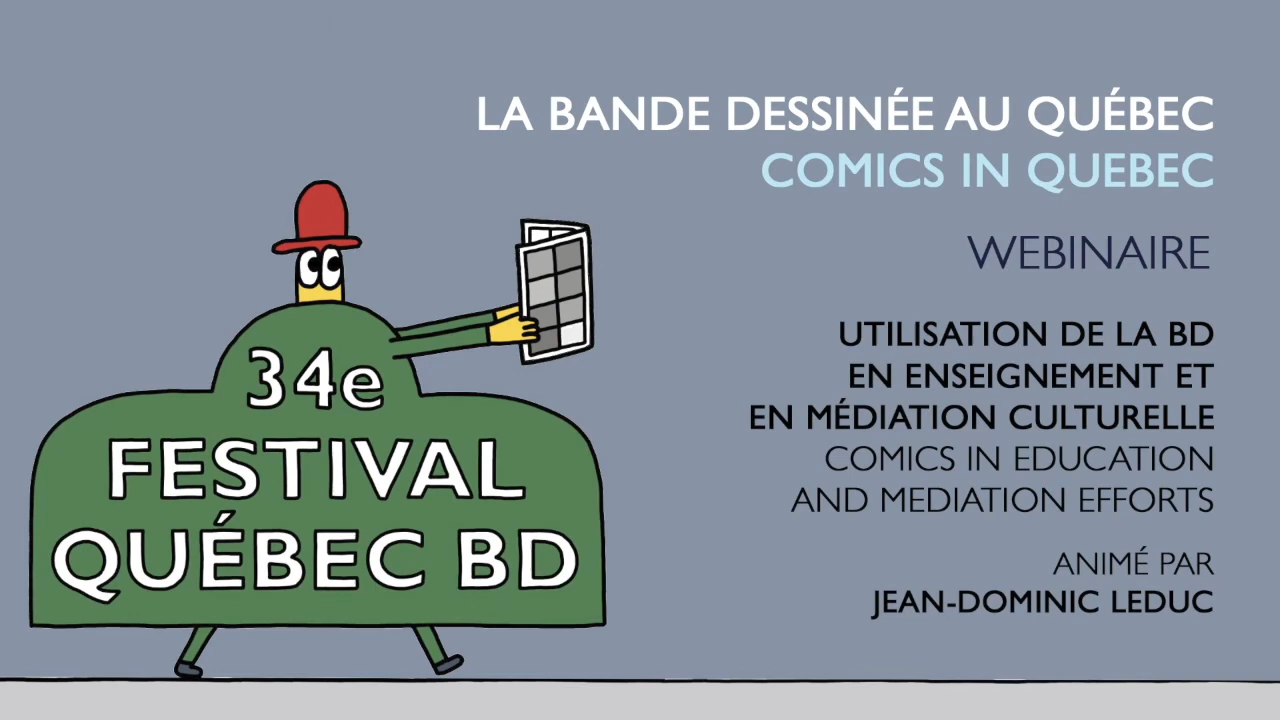 LA BANDE DESSINÉE AU QUÉBEC
COMICS IN QUEBEC
WEBINAIRE
UTILISATION DE LA BD
EN ENSEIGNEMENT ET
EN MÉDIATION CULTURELLE
COMICS IN EDUCATION
AND MEDIATION EFFORTS
ANIMÉ PAR
JEAN-DOMINIC LEDUC
34e
FESTIVAL
QUÉBEC BD